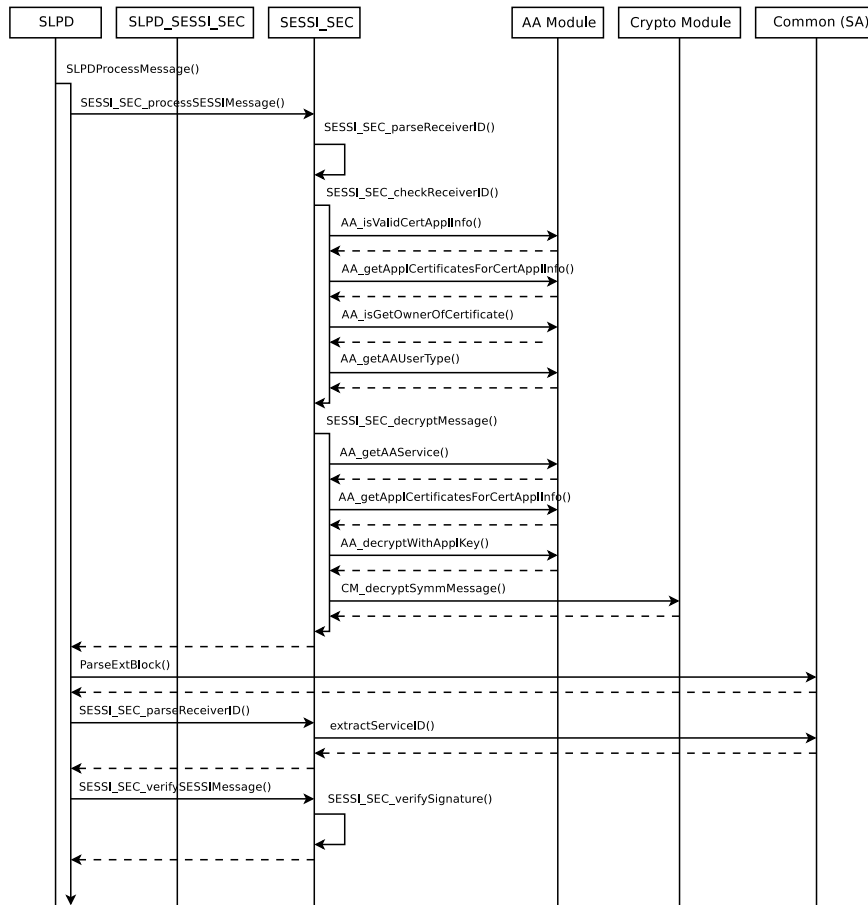 SLPD
SLPD_SESSI_SEC
SESSI_SEC
AA Module
Crypto Module
Common (SA)
SLPDProcessMessage()
SESSI_SEC_processSESSIMessage()
SESSI_SEC_parseReceiverID()
SESSI_SEC_checkReceiverID()
AA_isValidCertApplInfo()
AA_getApplCertificatesForCertApplInfo()
AA_isGetOwnerOfCertificate()
AA_getAAUserType()
SESSI_SEC_decryptMessage()
AA_getAAService()
AA_getApplCertificatesForCertApplInfo()
AA_decryptWithApplKey()
CM_decryptSymmMessage()
ParseExtBlock()
SESSI_SEC_parseReceiverID()
extractServiceID()
SESSI_SEC_verifySESSIMessage()
SESSI_SEC_verifySignature()